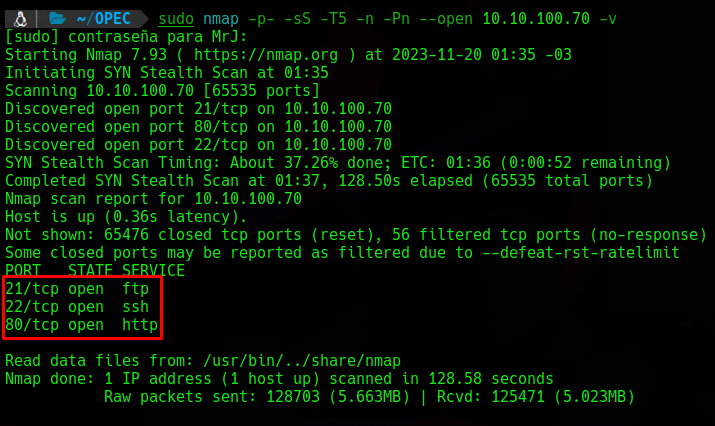 ~/OPEC sudo nmap -p- -sS -T5 -n -Pn --open 10.10.100.70 -v
[sudo] contraseña para MrJ:
Starting Nmap 7.93 ( https://nmap.org ) at 2023-11-20 01:35 -03
Initiating SYN Stealth Scan at 01:35
Scanning 10.10.100.70 [65535 ports]
Discovered open port 21/tcp on 10.10.100.70
Discovered open port 80/tcp on 10.10.100.70
Discovered open port 22/tcp on 10.10.100.70
SYN Stealth Scan Timing: About 37.26% done; ETC: 01:36 (0:00:52 remaining)
Completed SYN Stealth Scan at 01:37, 128.50s elapsed (65535 total ports)
Nmap scan report for 10.10.100.70
Host is up (0.36s latency).
Not shown: 65476 closed tcp ports (reset), 56 filtered tcp ports (no-response)
Some closed ports may be reported as filtered due to --defeat-rst-ratelimit
PORT   STATE SERVICE
21/tcp open  ftp
22/tcp open  ssh
80/tcp open  http
Read data files from: /usr/bin/../share/nmap
Nmap done: 1 IP address (1 host up) scanned in 128.58 seconds
Raw packets sent: 128703 (5.663MB) | Rcvd: 125471 (5.023MB)